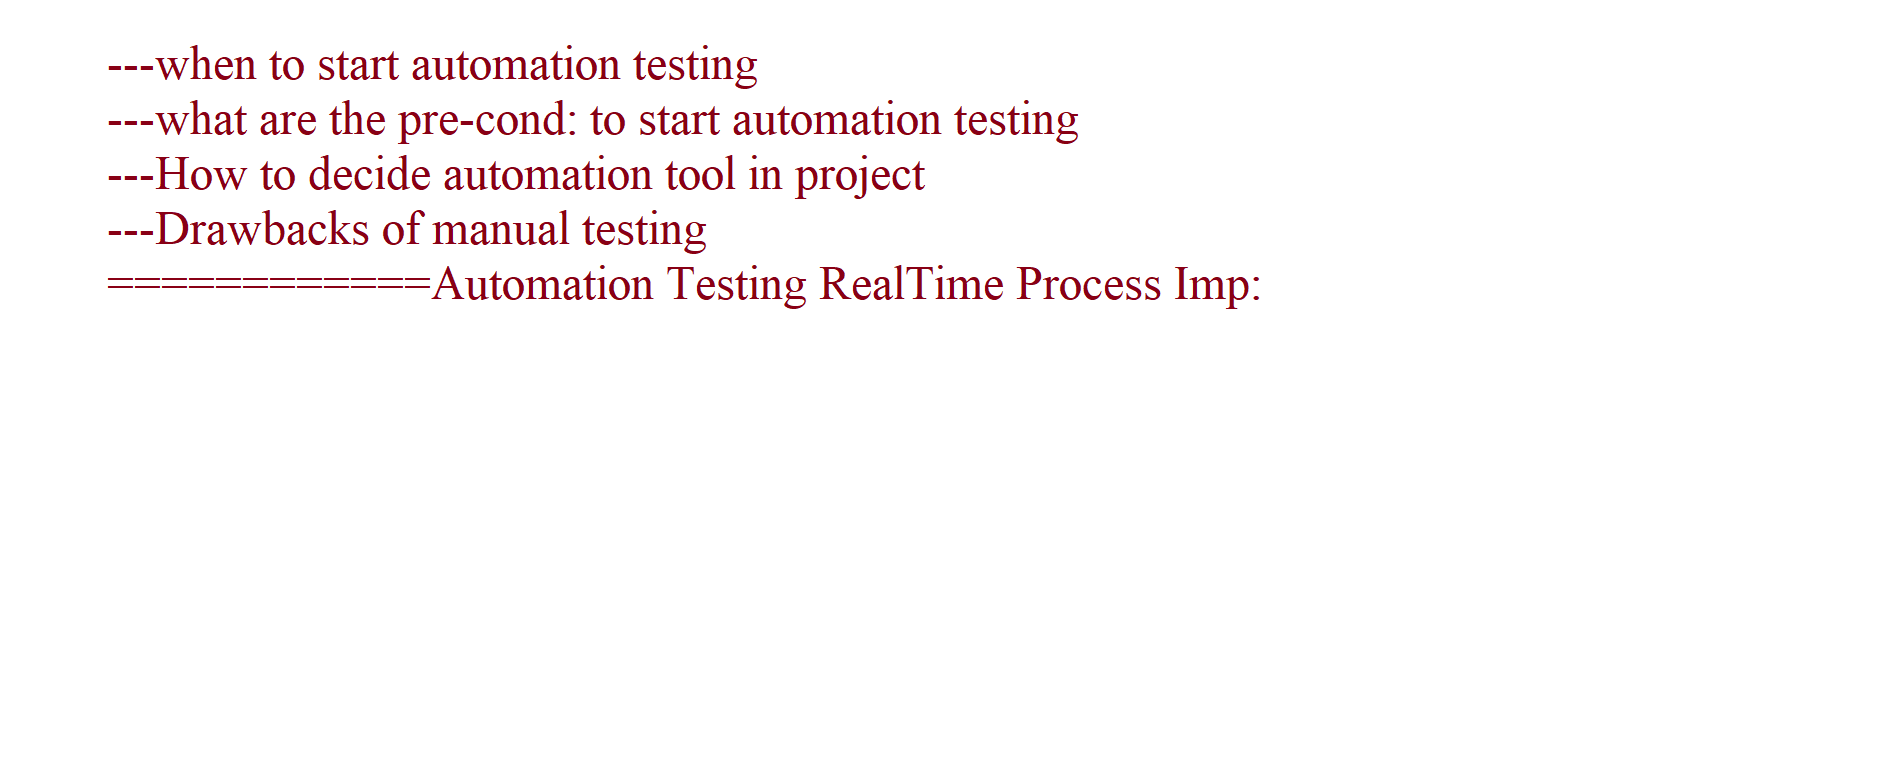 ---when to start automation testing
---what are the pre-cond: to start automation testing
---How to decide automation tool in project
---Drawbacks of manual testing
============Automation Testing RealTime Process Imp: